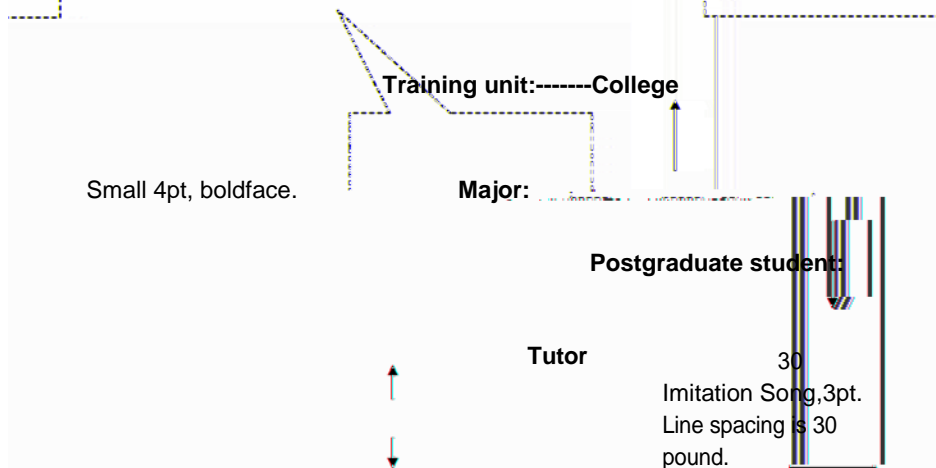 Training unit:-------College
Small 4pt, boldface.
Major:
Postgraduate student:
Tutor
30
Imitation Song,3pt.
Line spacing is 30
pound.